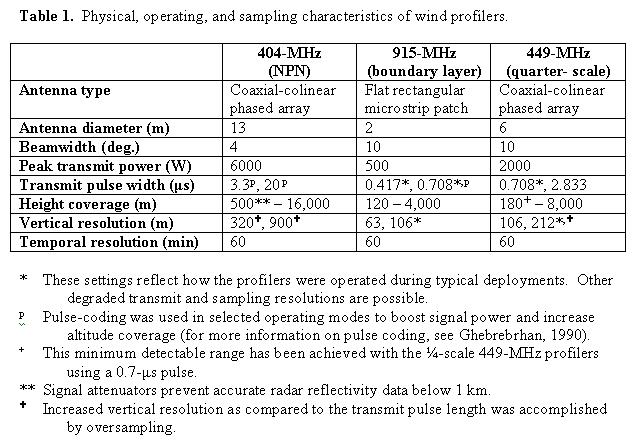 Table 1. Physical, operating, and sampling characteristics of wind profilers.
404-MHz 915-MHz 449-MHz
(NPN) (boundary layer) (quarter- scale)
Antenna type Coaxial-colinear Flat rectangular Coaxial-colinear
phased array microstrip patch phased array
Antenna diameter (m) 13 2 6
Beamwidth (deg.) 4 10 10
Peak transmit power (W) 6000 500 2000
Transmit pulse width (μs) 3.3ᵖ, 20ᵖ 0.417*, 0.708*,ᵖ 0.708*, 2.833
Height coverage (m) 500** – 16,000 120 – 4,000 180⁺ – 8,000
Vertical resolution (m) 320✝, 900✝ 63, 106* 106, 212*,✝
Temporal resolution (min) 60 60 60
* These settings reflect how the profilers were operated during typical deployments. Other
degraded transmit and sampling resolutions are possible.
p Pulse-coding was used in selected operating modes to boost signal power and increase
altitude coverage (for more information on pulse coding, see Ghebrebrhan, 1990).
⁺ This minimum detectable range has been achieved with the ¼-scale 449-MHz profilers
using a 0.7-μs pulse.
** Signal attenuators prevent accurate radar reflectivity data below 1 km.
✝ Increased vertical resolution as compared to the transmit pulse length was accomplished
by oversampling.